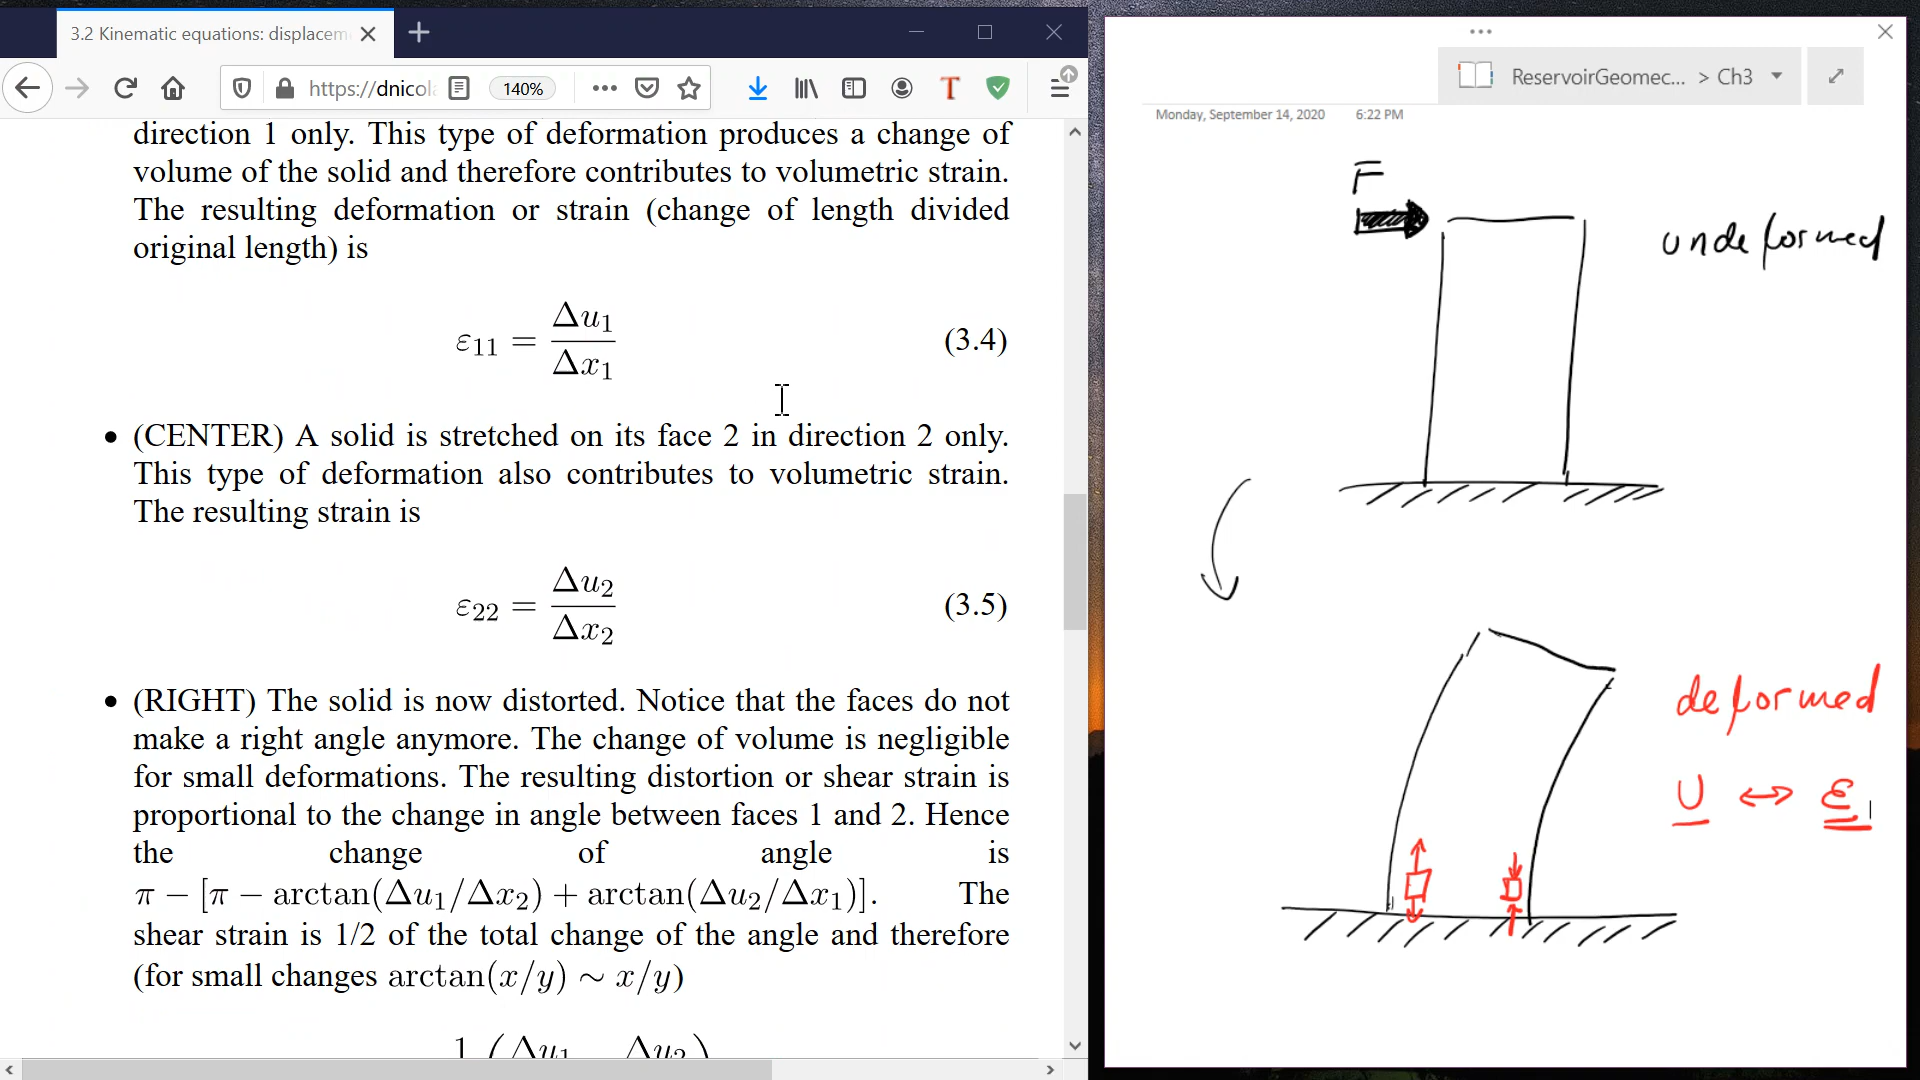 3.2 Kinematic equations: displacem
https://dnicola
140%
direction 1 only. This type of deformation produces a change of
volume of the solid and therefore contributes to volumetric strain.
The resulting deformation or strain (change of length divided
original length) is
ε₁₁ = Δu₁/Δx₁ (3.4)
• (CENTER) A solid is stretched on its face 2 in direction 2 only.
This type of deformation also contributes to volumetric strain.
The resulting strain is
ε₂₂ = Δu₂/Δx₂ (3.5)
• (RIGHT) The solid is now distorted. Notice that the faces do not
make a right angle anymore. The change of volume is negligible
for small deformations. The resulting distortion or shear strain is
proportional to the change in angle between faces 1 and 2. Hence
the change of angle is
π − [π − arctan(Δu₁/Δx₂) + arctan(Δu₂/Δx₁)]. The
shear strain is 1/2 of the total change of the angle and therefore
(for small changes arctan(x/y) ∼ x/y)
1 (Δu₁ Δu₂)
ReservoirGeomec... > Ch3
Monday, September 14, 2020 6:22 PM
F
undeformed
deformed
U ↔ ε